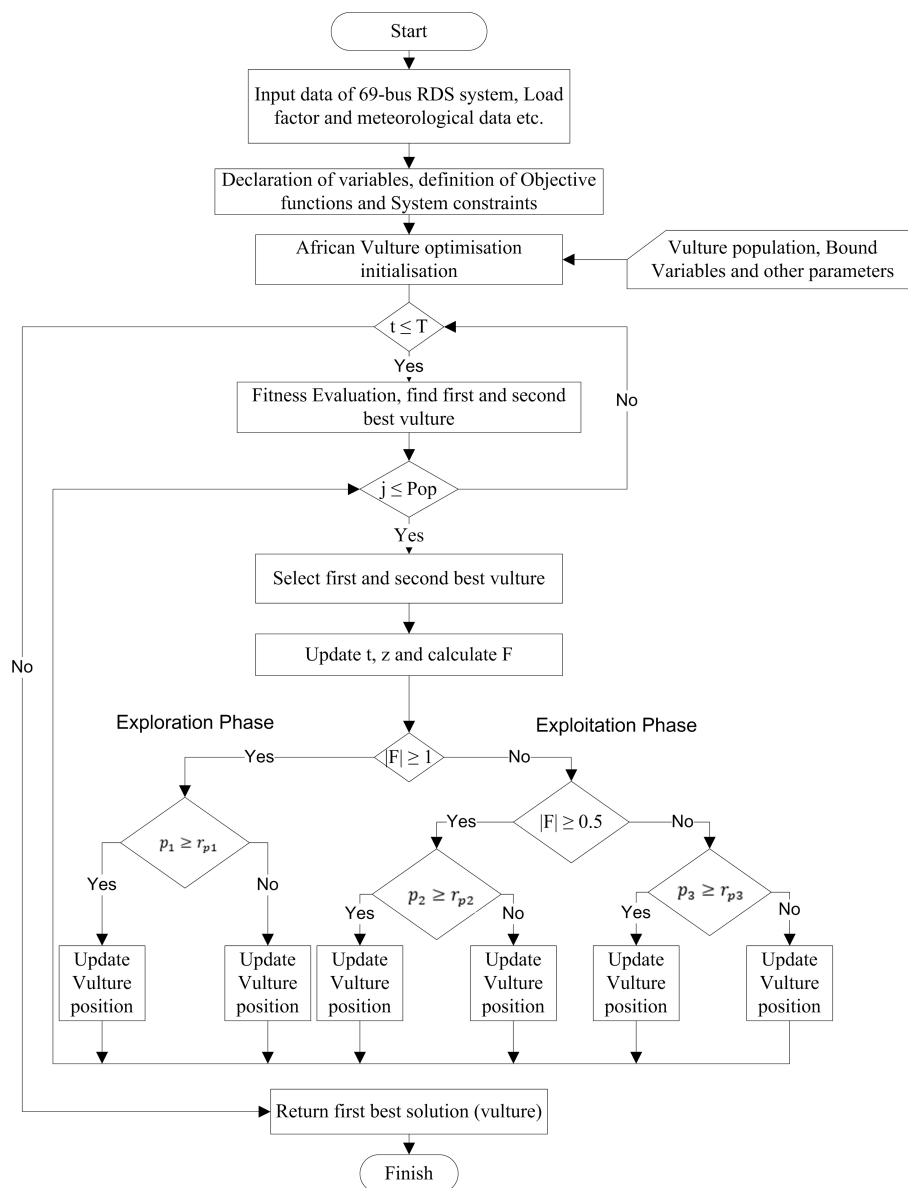 Start
Input data of 69-bus RDS system, Load
factor and meteorological data etc.
Declaration of variables, definition of Objective
functions and System constraints
African Vulture optimisation
initialisation
Vulture population, Bound
Variables and other parameters
t ≤ T
Yes
Fitness Evaluation, find first and second
best vulture
No
j ≤ Pop
Yes
Select first and second best vulture
Update t, z and calculate F
No
Exploration Phase
Exploitation Phase
|F| ≥ 1
Yes
No
|F| ≥ 0.5
Yes
No
p₁ ≥ rₚ₁
Yes
No
p₂ ≥ rₚ₂
Yes
No
p₃ ≥ rₚ₃
Yes
No
Update
Vulture
position
Update
Vulture
position
Update
Vulture
position
Update
Vulture
position
Update
Vulture
position
Update
Vulture
position
Return first best solution (vulture)
Finish